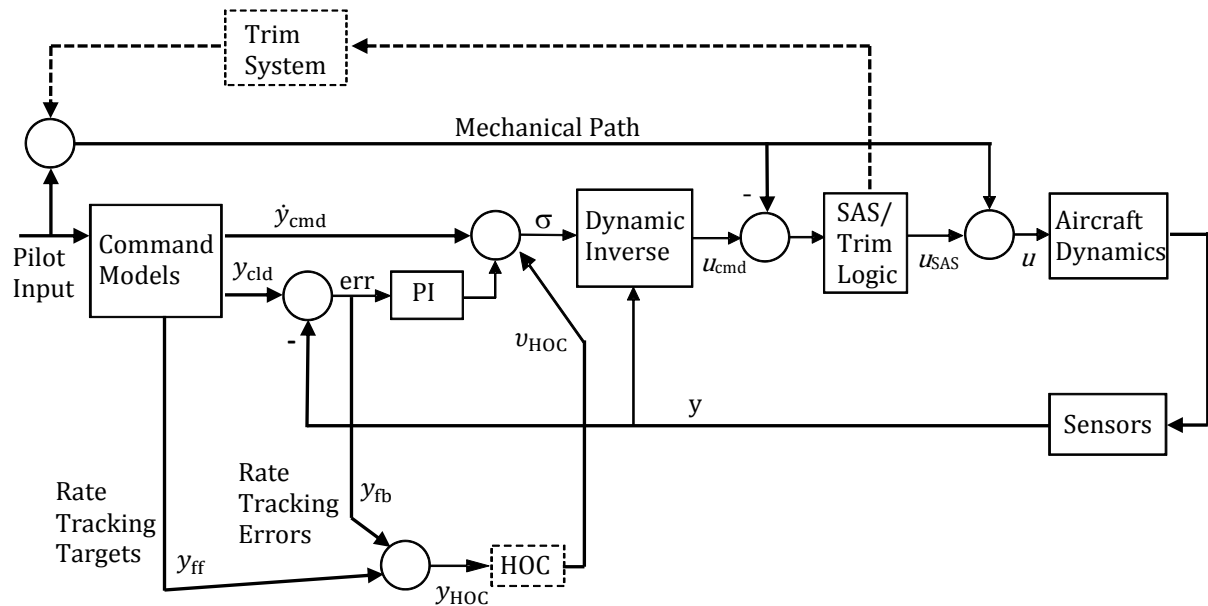 Trim
System
Mechanical Path
-
Pilot
Input
Command
Models
ẏcmd
ycld
err
PI
-
σ
Dynamic
Inverse
ucmd
SAS/
Trim
Logic
uSAS
u
Aircraft
Dynamics
υHOC
y
Sensors
Rate
Tracking
Targets
yff
Rate
Tracking
Errors
yfb
yHOC
HOC